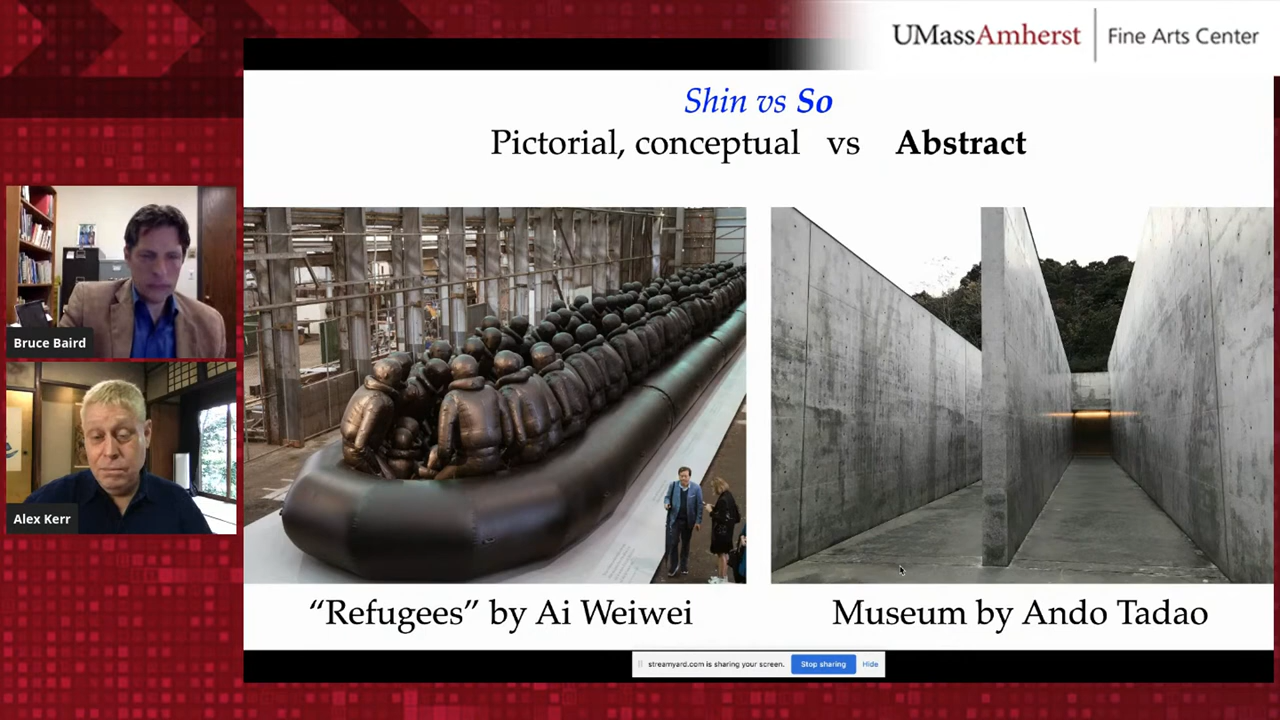 UMassAmherst | Fine Arts Center
Shin vs So
Pictorial, conceptual vs Abstract
Bruce Baird
Alex Kerr
“Refugees” by Ai Weiwei
Museum by Ando Tadao
streamyard.com is sharing your screen. Stop sharing Hide